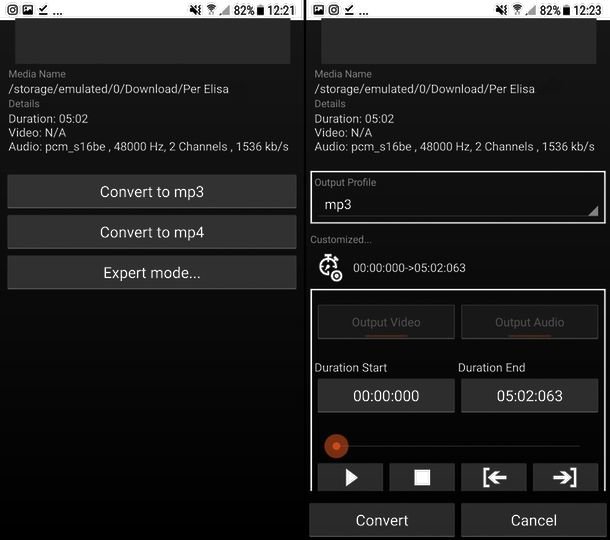 ... 82% 12:21
Media Name
/storage/emulated/0/Download/Per Elisa
Details
Duration: 05:02
Video: N/A
Audio: pcm_s16be , 48000 Hz, 2 Channels , 1536 kb/s
Convert to mp3
Convert to mp4
Expert mode...
... 82% 12:23
Media Name
/storage/emulated/0/Download/Per Elisa
Details
Duration: 05:02
Video: N/A
Audio: pcm_s16be , 48000 Hz, 2 Channels , 1536 kb/s
Output Profile
mp3
Customized...
00:00:000->05:02:063
Output Video Output Audio
Duration Start Duration End
00:00:000 05:02:063
Convert Cancel